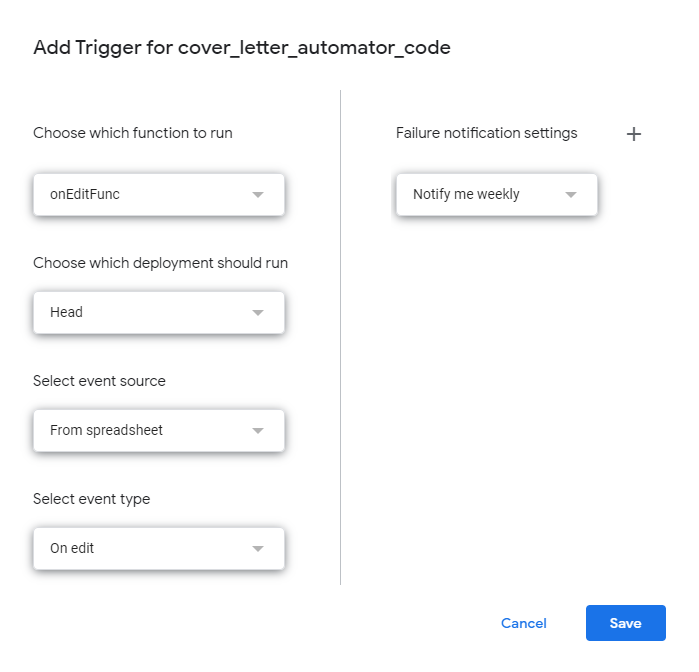 Add Trigger for cover_letter_automator_code
Choose which function to run
onEditFunc
Choose which deployment should run
Head
Select event source
From spreadsheet
Select event type
On edit
Failure notification settings
Notify me weekly
Cancel
Save